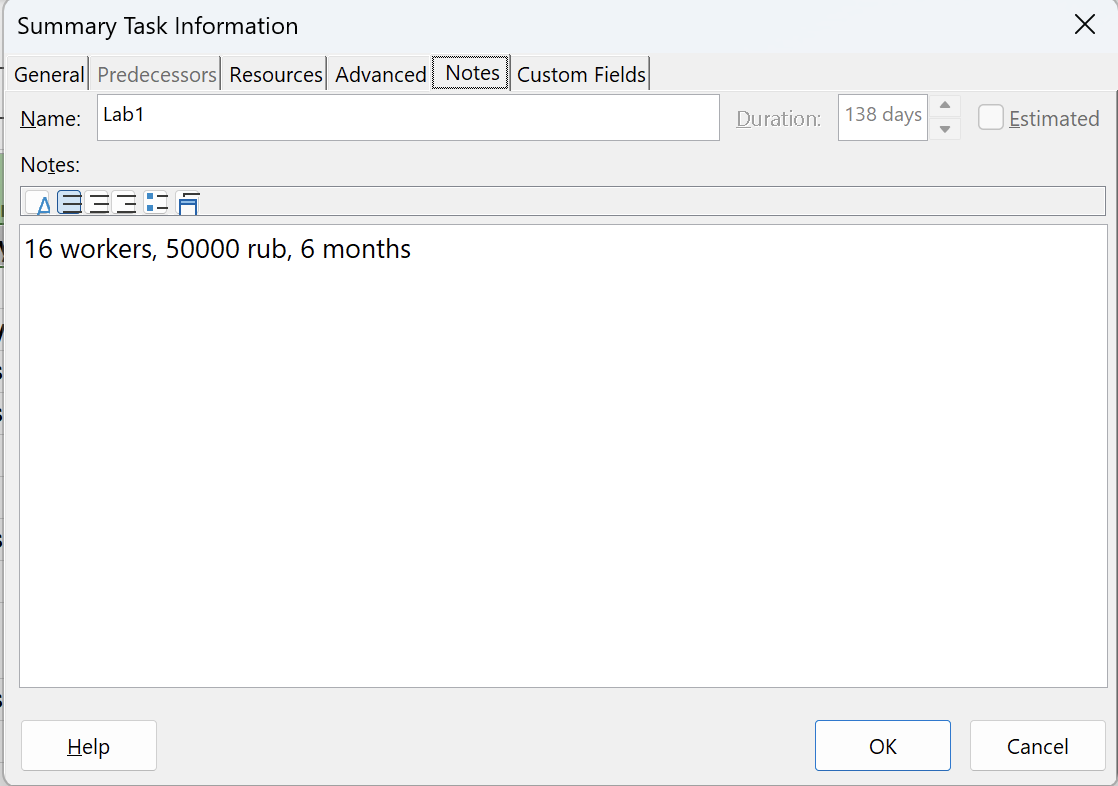 Summary Task Information
General Predecessors Resources Advanced Notes Custom Fields
Name: Lab1 Duration: 138 days Estimated
Notes:
16 workers, 50000 rub, 6 months
Help OK Cancel